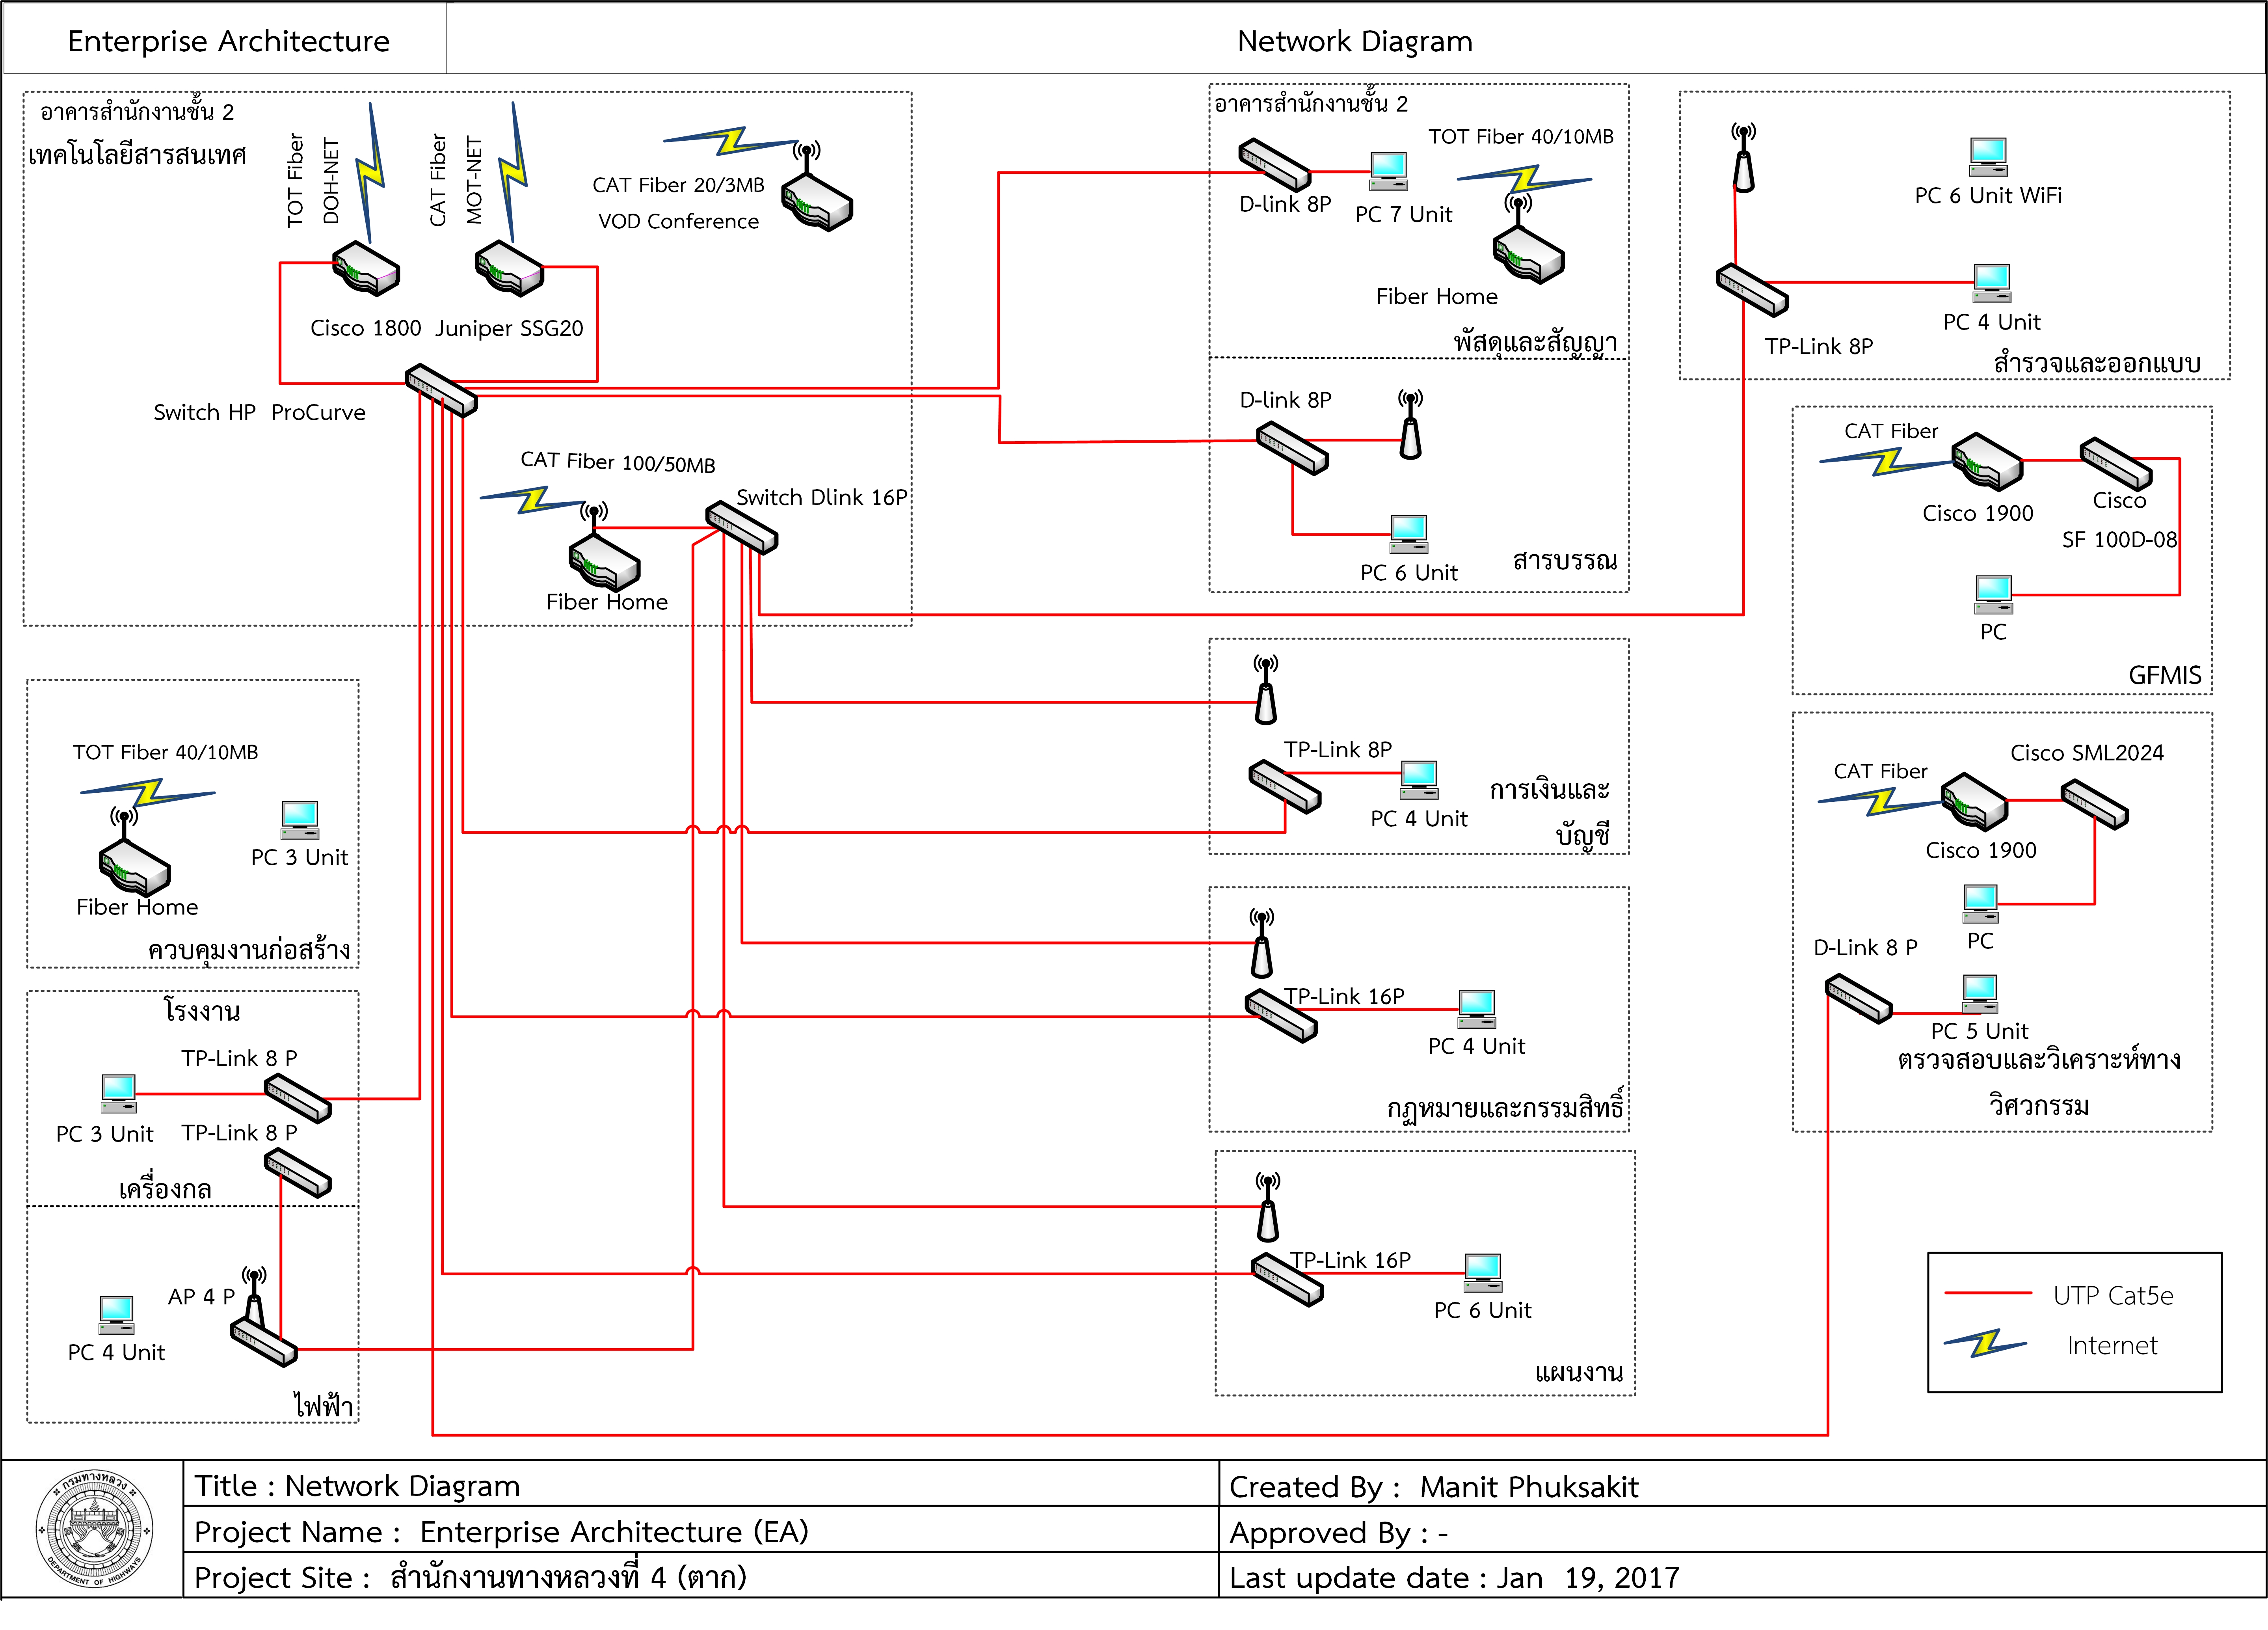 Enterprise Architecture
Network Diagram
อาคารสำนักงานชั้น 2
เทคโนโลยีสารสนเทศ
TOT Fiber
DOH-NET
CAT Fiber
MOT-NET
CAT Fiber 20/3MB
VOD Conference
Cisco 1800
Juniper SSG20
Switch HP ProCurve
CAT Fiber 100/50MB
Switch Dlink 16P
Fiber Home
อาคารสำนักงานชั้น 2
TOT Fiber 40/10MB
D-link 8P
PC 7 Unit
Fiber Home
พัสดุและสัญญา
D-link 8P
PC 6 Unit
สารบรรณ
PC 6 Unit WiFi
PC 4 Unit
TP-Link 8P
สำรวจและออกแบบ
CAT Fiber
Cisco 1900
Cisco
SF 100D-08
PC
GFMIS
TOT Fiber 40/10MB
PC 3 Unit
Fiber Home
ควบคุมงานก่อสร้าง
TP-Link 8P
PC 4 Unit
การเงินและ
บัญชี
Cisco SML2024
CAT Fiber
Cisco 1900
PC
D-Link 8 P
PC 5 Unit
ตรวจสอบและวิเคราะห์ทาง
วิศวกรรม
โรงงาน
TP-Link 8 P
PC 3 Unit
TP-Link 8 P
เครื่องกล
AP 4 P
PC 4 Unit
ไฟฟ้า
TP-Link 16P
PC 4 Unit
กฏหมายและกรรมสิทธิ์
TP-Link 16P
PC 6 Unit
แผนงาน
UTP Cat5e
Internet
กรมทางหลวง
DEPARTMENT OF HIGHWAYS
Title : Network Diagram
Created By : Manit Phuksakit
Project Name : Enterprise Architecture (EA)
Approved By : -
Project Site : สำนักงานทางหลวงที่ 4 (ตาก)
Last update date : Jan 19, 2017